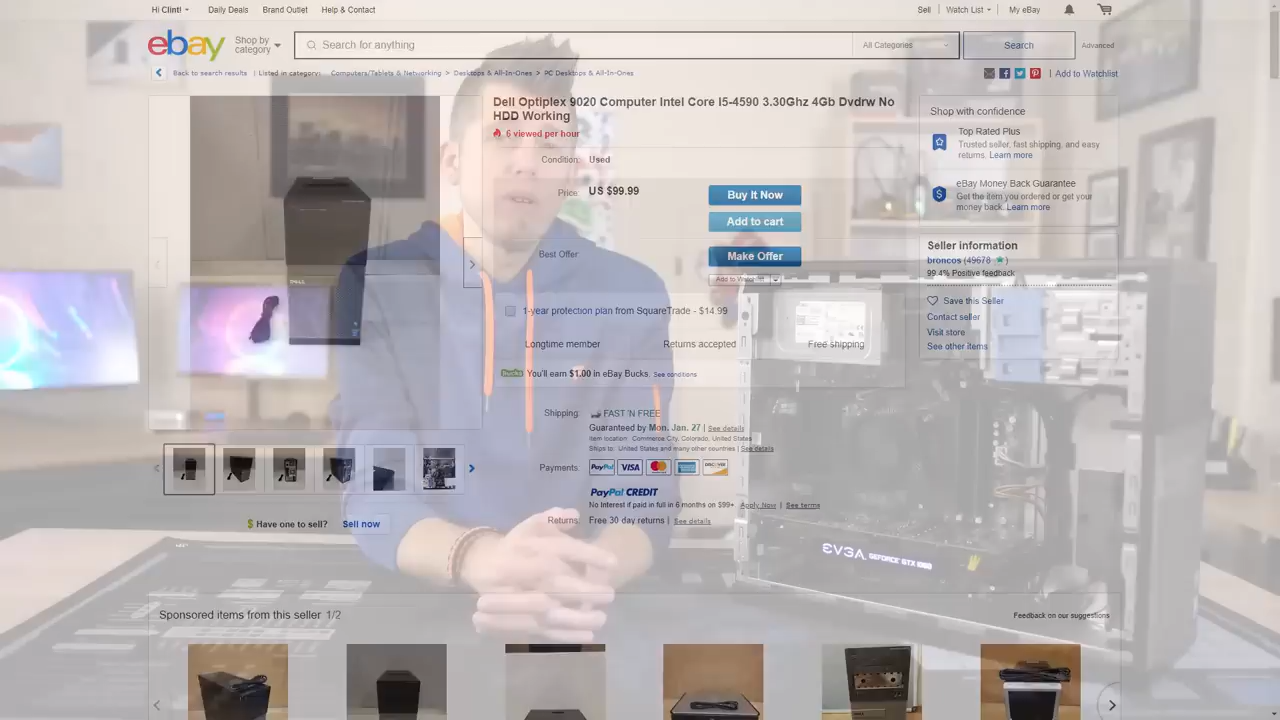 Hi Clint!
Daily Deals
Brand Outlet
Help & Contact
Sell
Watch List
My eBay
ebay
Shop by category
Search for anything
All Categories
Search
Advanced
Back to search results
Listed in category:
Computers/Tablets & Networking > Desktops & All-In-Ones > PC Desktops & All-In-Ones
| Add to Watchlist
Dell Optiplex 9020 Computer Intel Core I5-4590 3.30Ghz 4Gb Dvdrw No
HDD Working
6 viewed per hour
Condition: Used
Price: US $99.99
Buy It Now
Add to cart
Best Offer:
Make Offer
Add to Watchlist
1-year protection plan from SquareTrade - $14.99
Longtime member
Returns accepted
Free shipping
You'll earn $1.00 in eBay Bucks. See conditions
Shipping: FAST 'N FREE
Guaranteed by Mon. Jan. 27 | See details
Item location: Commerce City, Colorado, United States
Ships to: United States and many other countries | See details
Payments: PayPal VISA
PayPal CREDIT
No Interest if paid in full in 6 months on $99+ Apply Now | See terms
Returns: Free 30 day returns | See details
Shop with confidence
Top Rated Plus
Trusted seller, fast shipping, and easy
returns. Learn more
eBay Money Back Guarantee
Get the item you ordered or get your
money back. Learn more
Seller information
broncos (49678)
99.4% Positive feedback
Save this Seller
Contact seller
Visit store
See other items
$ Have one to sell? Sell now
EVGA GEFORCE GTX 1060
Sponsored items from this seller 1/2
Feedback on our suggestions